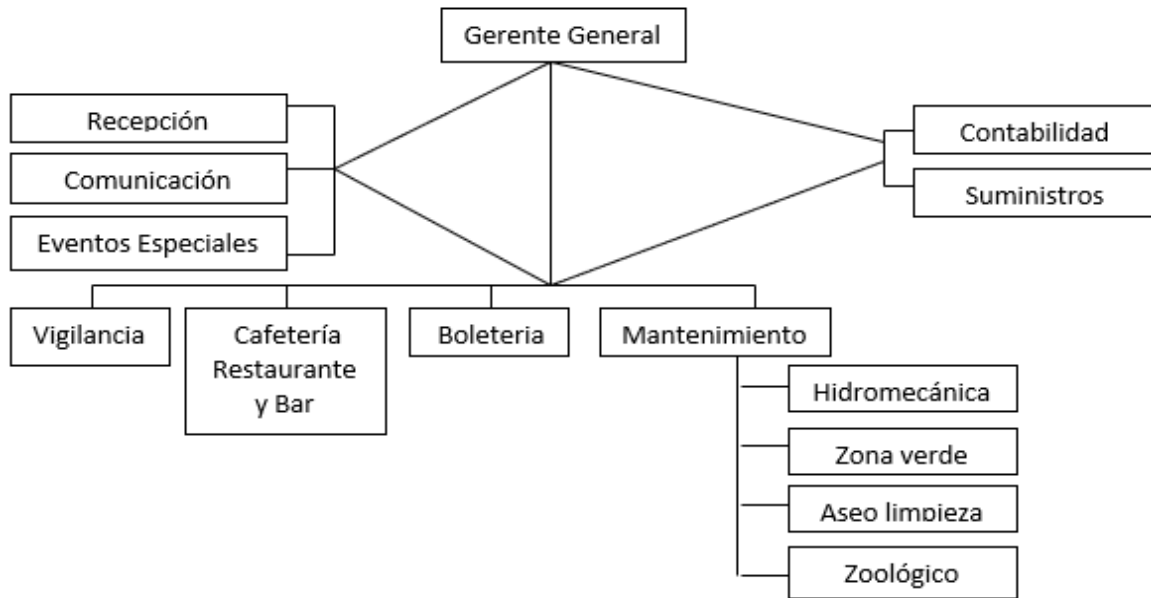 Gerente General
Recepción
Comunicación
Eventos Especiales
Contabilidad
Suministros
Vigilancia
Cafetería
Restaurante
y Bar
Boleteria
Mantenimiento
Hidromecánica
Zona verde
Aseo limpieza
Zoológico